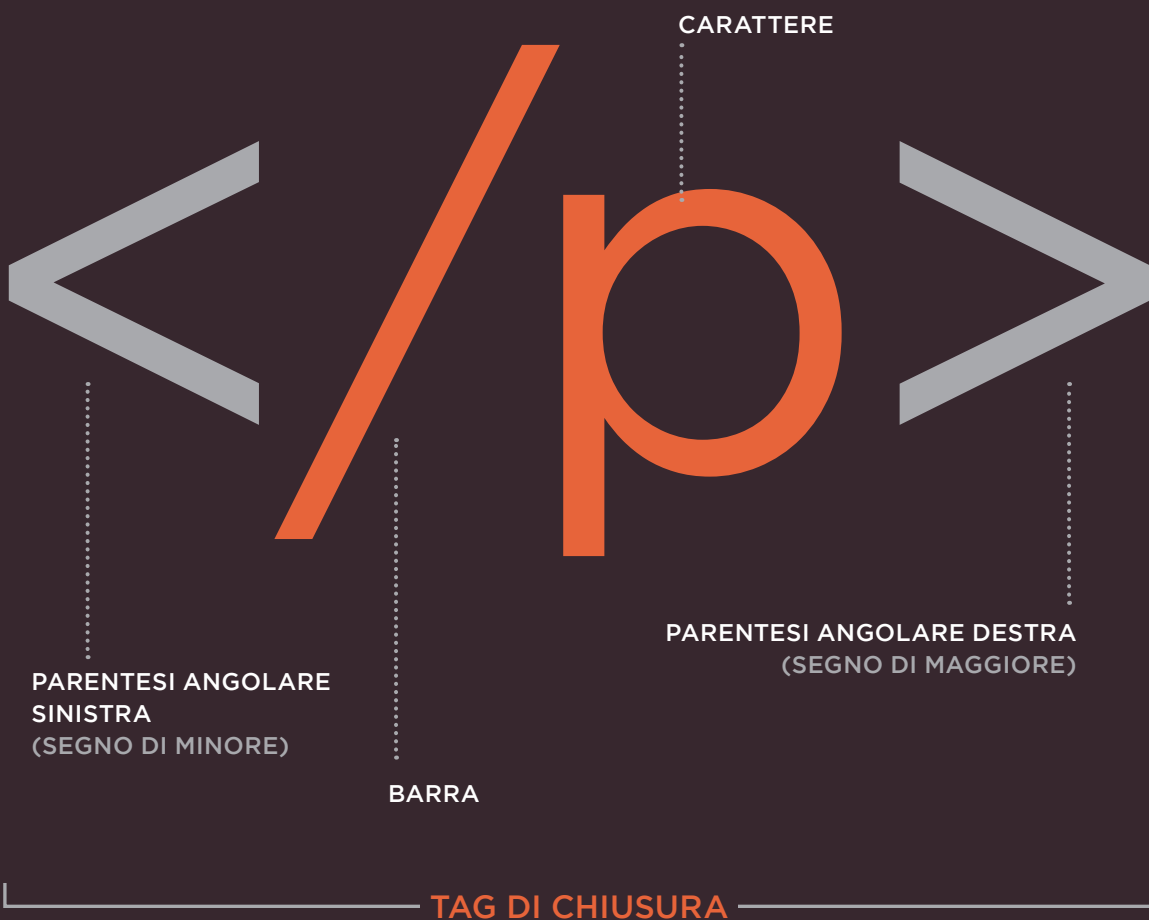 CARATTERE
</p>
PARENTESI ANGOLARE DESTRA
(SEGNO DI MAGGIORE)
PARENTESI ANGOLARE
SINISTRA
(SEGNO DI MINORE)
BARRA
TAG DI CHIUSURA